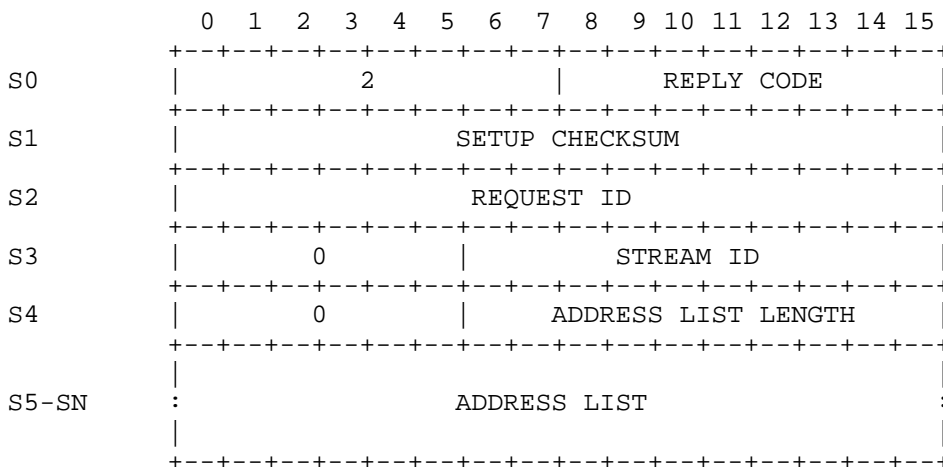 0 1 2 3 4 5 6 7 8 9 10 11 12 13 14 15
+--+--+--+--+--+--+--+--+--+--+--+--+--+--+--+--+
S0 | 2 | REPLY CODE |
+--+--+--+--+--+--+--+--+--+--+--+--+--+--+--+--+
S1 | SETUP CHECKSUM |
+--+--+--+--+--+--+--+--+--+--+--+--+--+--+--+--+
S2 | REQUEST ID |
+--+--+--+--+--+--+--+--+--+--+--+--+--+--+--+--+
S3 | 0 | STREAM ID |
+--+--+--+--+--+--+--+--+--+--+--+--+--+--+--+--+
S4 | 0 | ADDRESS LIST LENGTH |
+--+--+--+--+--+--+--+--+--+--+--+--+--+--+--+--+
| |
S5-SN : ADDRESS LIST :
| |
+--+--+--+--+--+--+--+--+--+--+--+--+--+--+--+--+